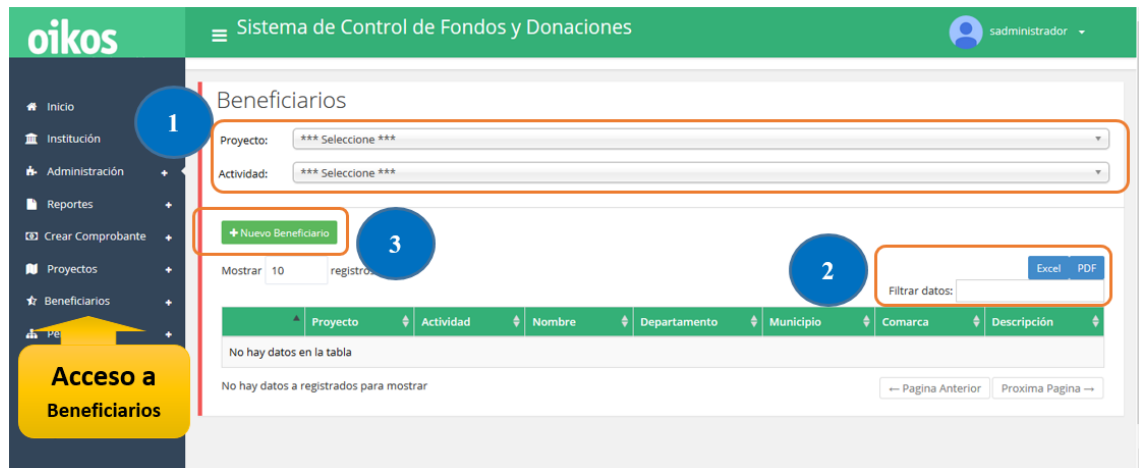 oikos
Sistema de Control de Fondos y Donaciones
sadministrador
Inicio
Institución
Administración +
Reportes +
Crear Comprobante +
Proyectos +
Beneficiarios +
+
Acceso a
Beneficiarios
Beneficiarios
1
Proyecto: *** Seleccione ***
Actividad: *** Seleccione ***
+ Nuevo Beneficiario
3
2
Excel PDF
Mostrar 10
Filtrar datos:
Proyecto Actividad Nombre Departamento Municipio Comarca Descripción
No hay datos en la tabla
No hay datos a registrados para mostrar
← Pagina Anterior Proxima Pagina →